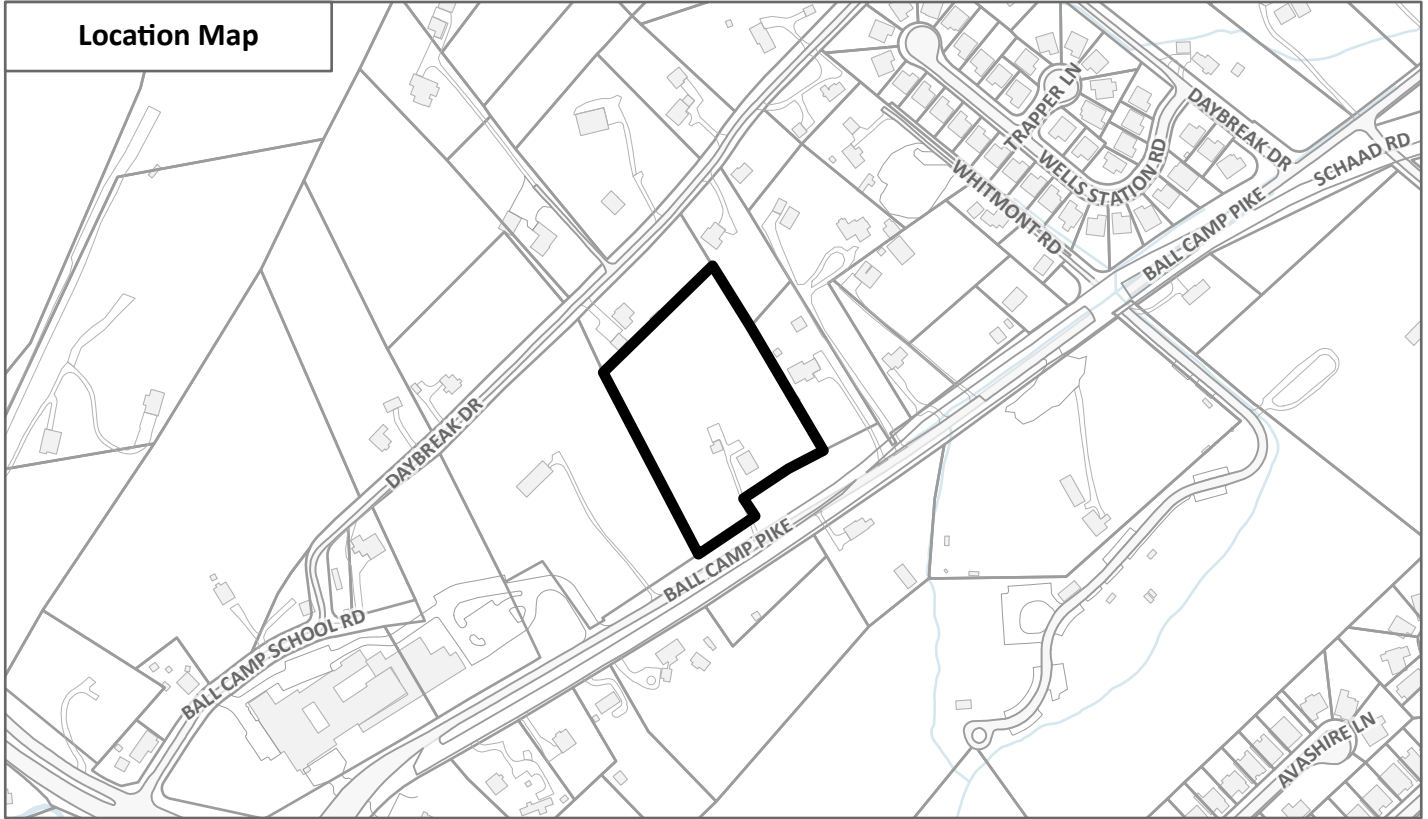 Location Map
TRAPPER LN
DAYBREAK DR
WELLS STATION RD
SCHAAD RD
WHITMONT RD
BALL CAMP PIKE
DAYBREAK DR
BALL CAMP PIKE
BALL CAMP SCHOOL RD
AVASHIRE LN